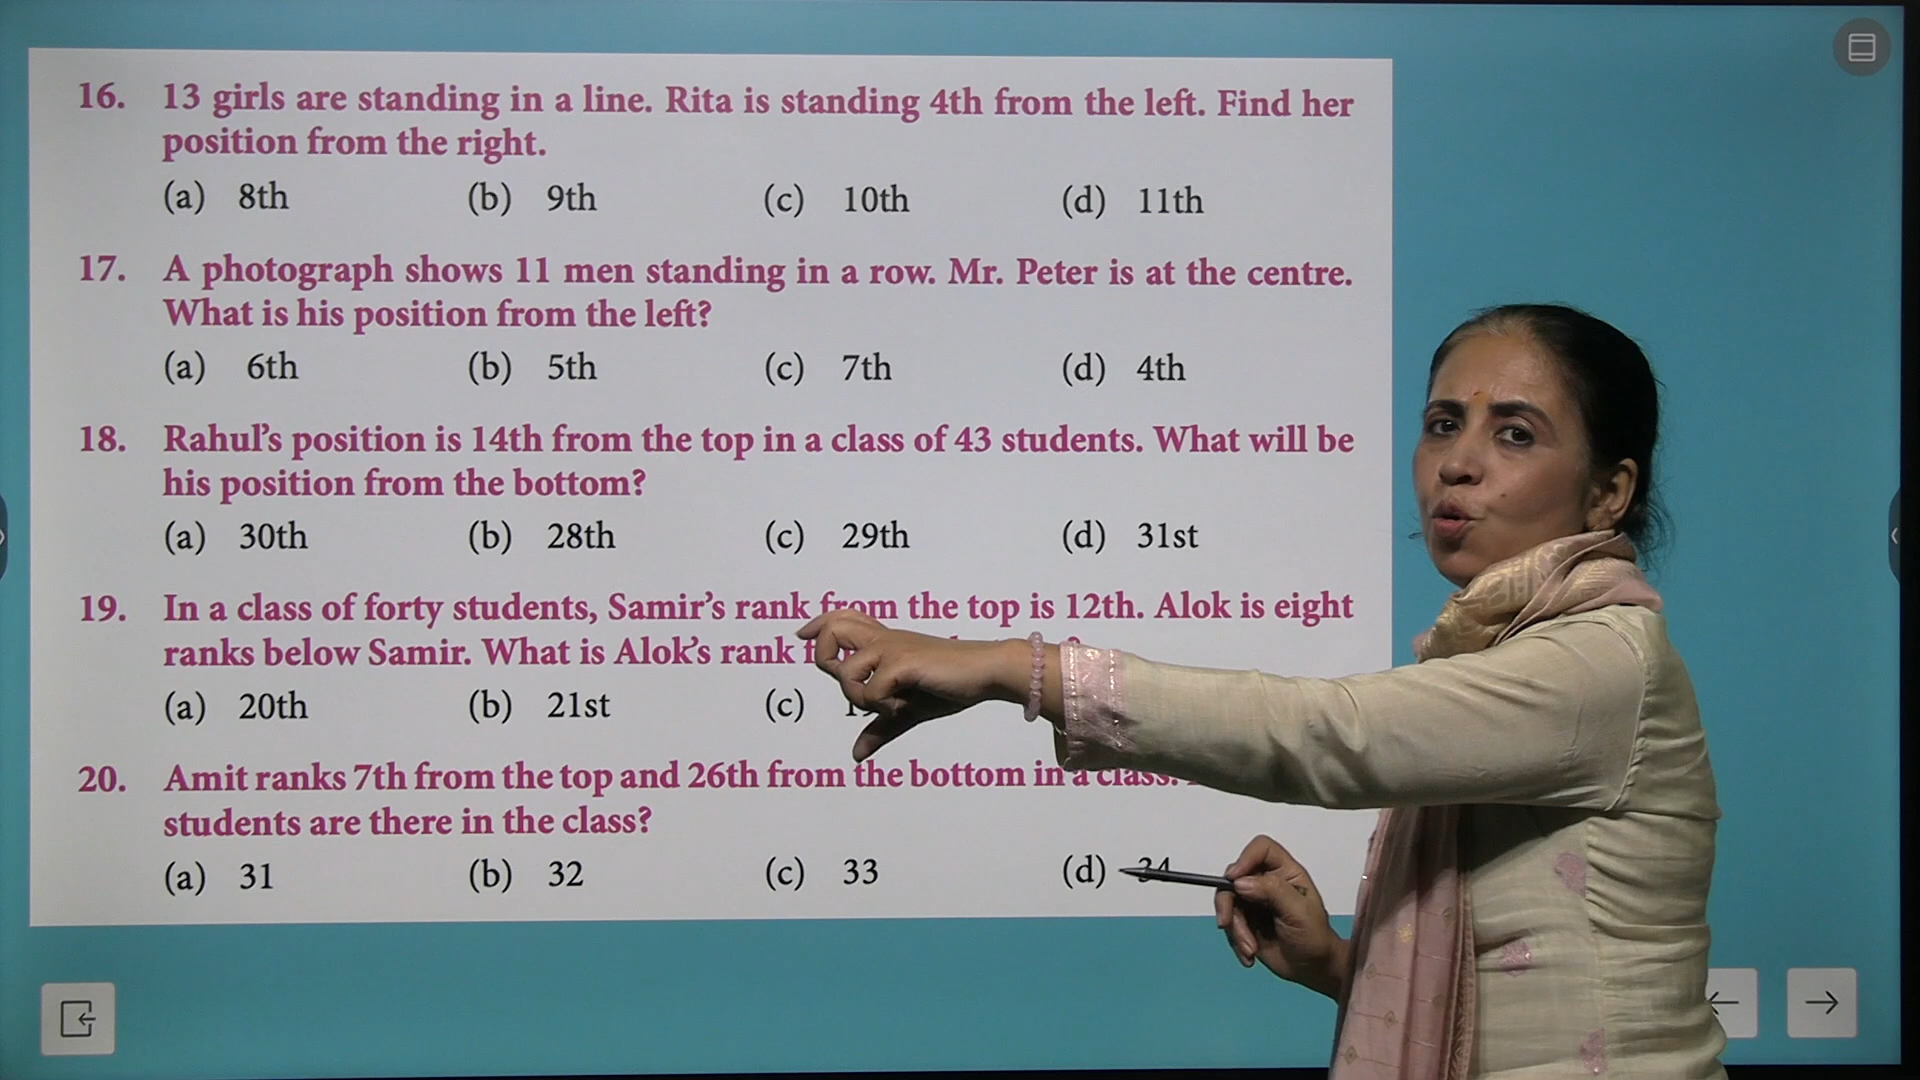 16. 13 girls are standing in a line. Rita is standing 4th from the left. Find her
position from the right.
(a) 8th (b) 9th (c) 10th (d) 11th
17. A photograph shows 11 men standing in a row. Mr. Peter is at the centre.
What is his position from the left?
(a) 6th (b) 5th (c) 7th (d) 4th
18. Rahul's position is 14th from the top in a class of 43 students. What will be
his position from the bottom?
(a) 30th (b) 28th (c) 29th (d) 31st
19. In a class of forty students, Samir's rank from the top is 12th. Alok is eight
ranks below Samir. What is Alok's rank
(a) 20th (b) 21st (c)
20. Amit ranks 7th from the top and 26th from the bottom in a class.
students are there in the class?
(a) 31 (b) 32 (c) 33 (d) 34